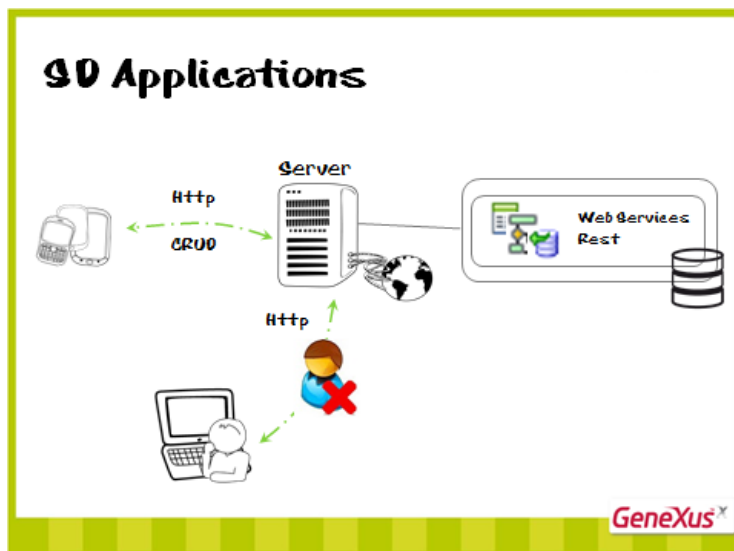 SD Applications
Server
Http
CRUD
Web Services
Rest
Http
GeneXus X